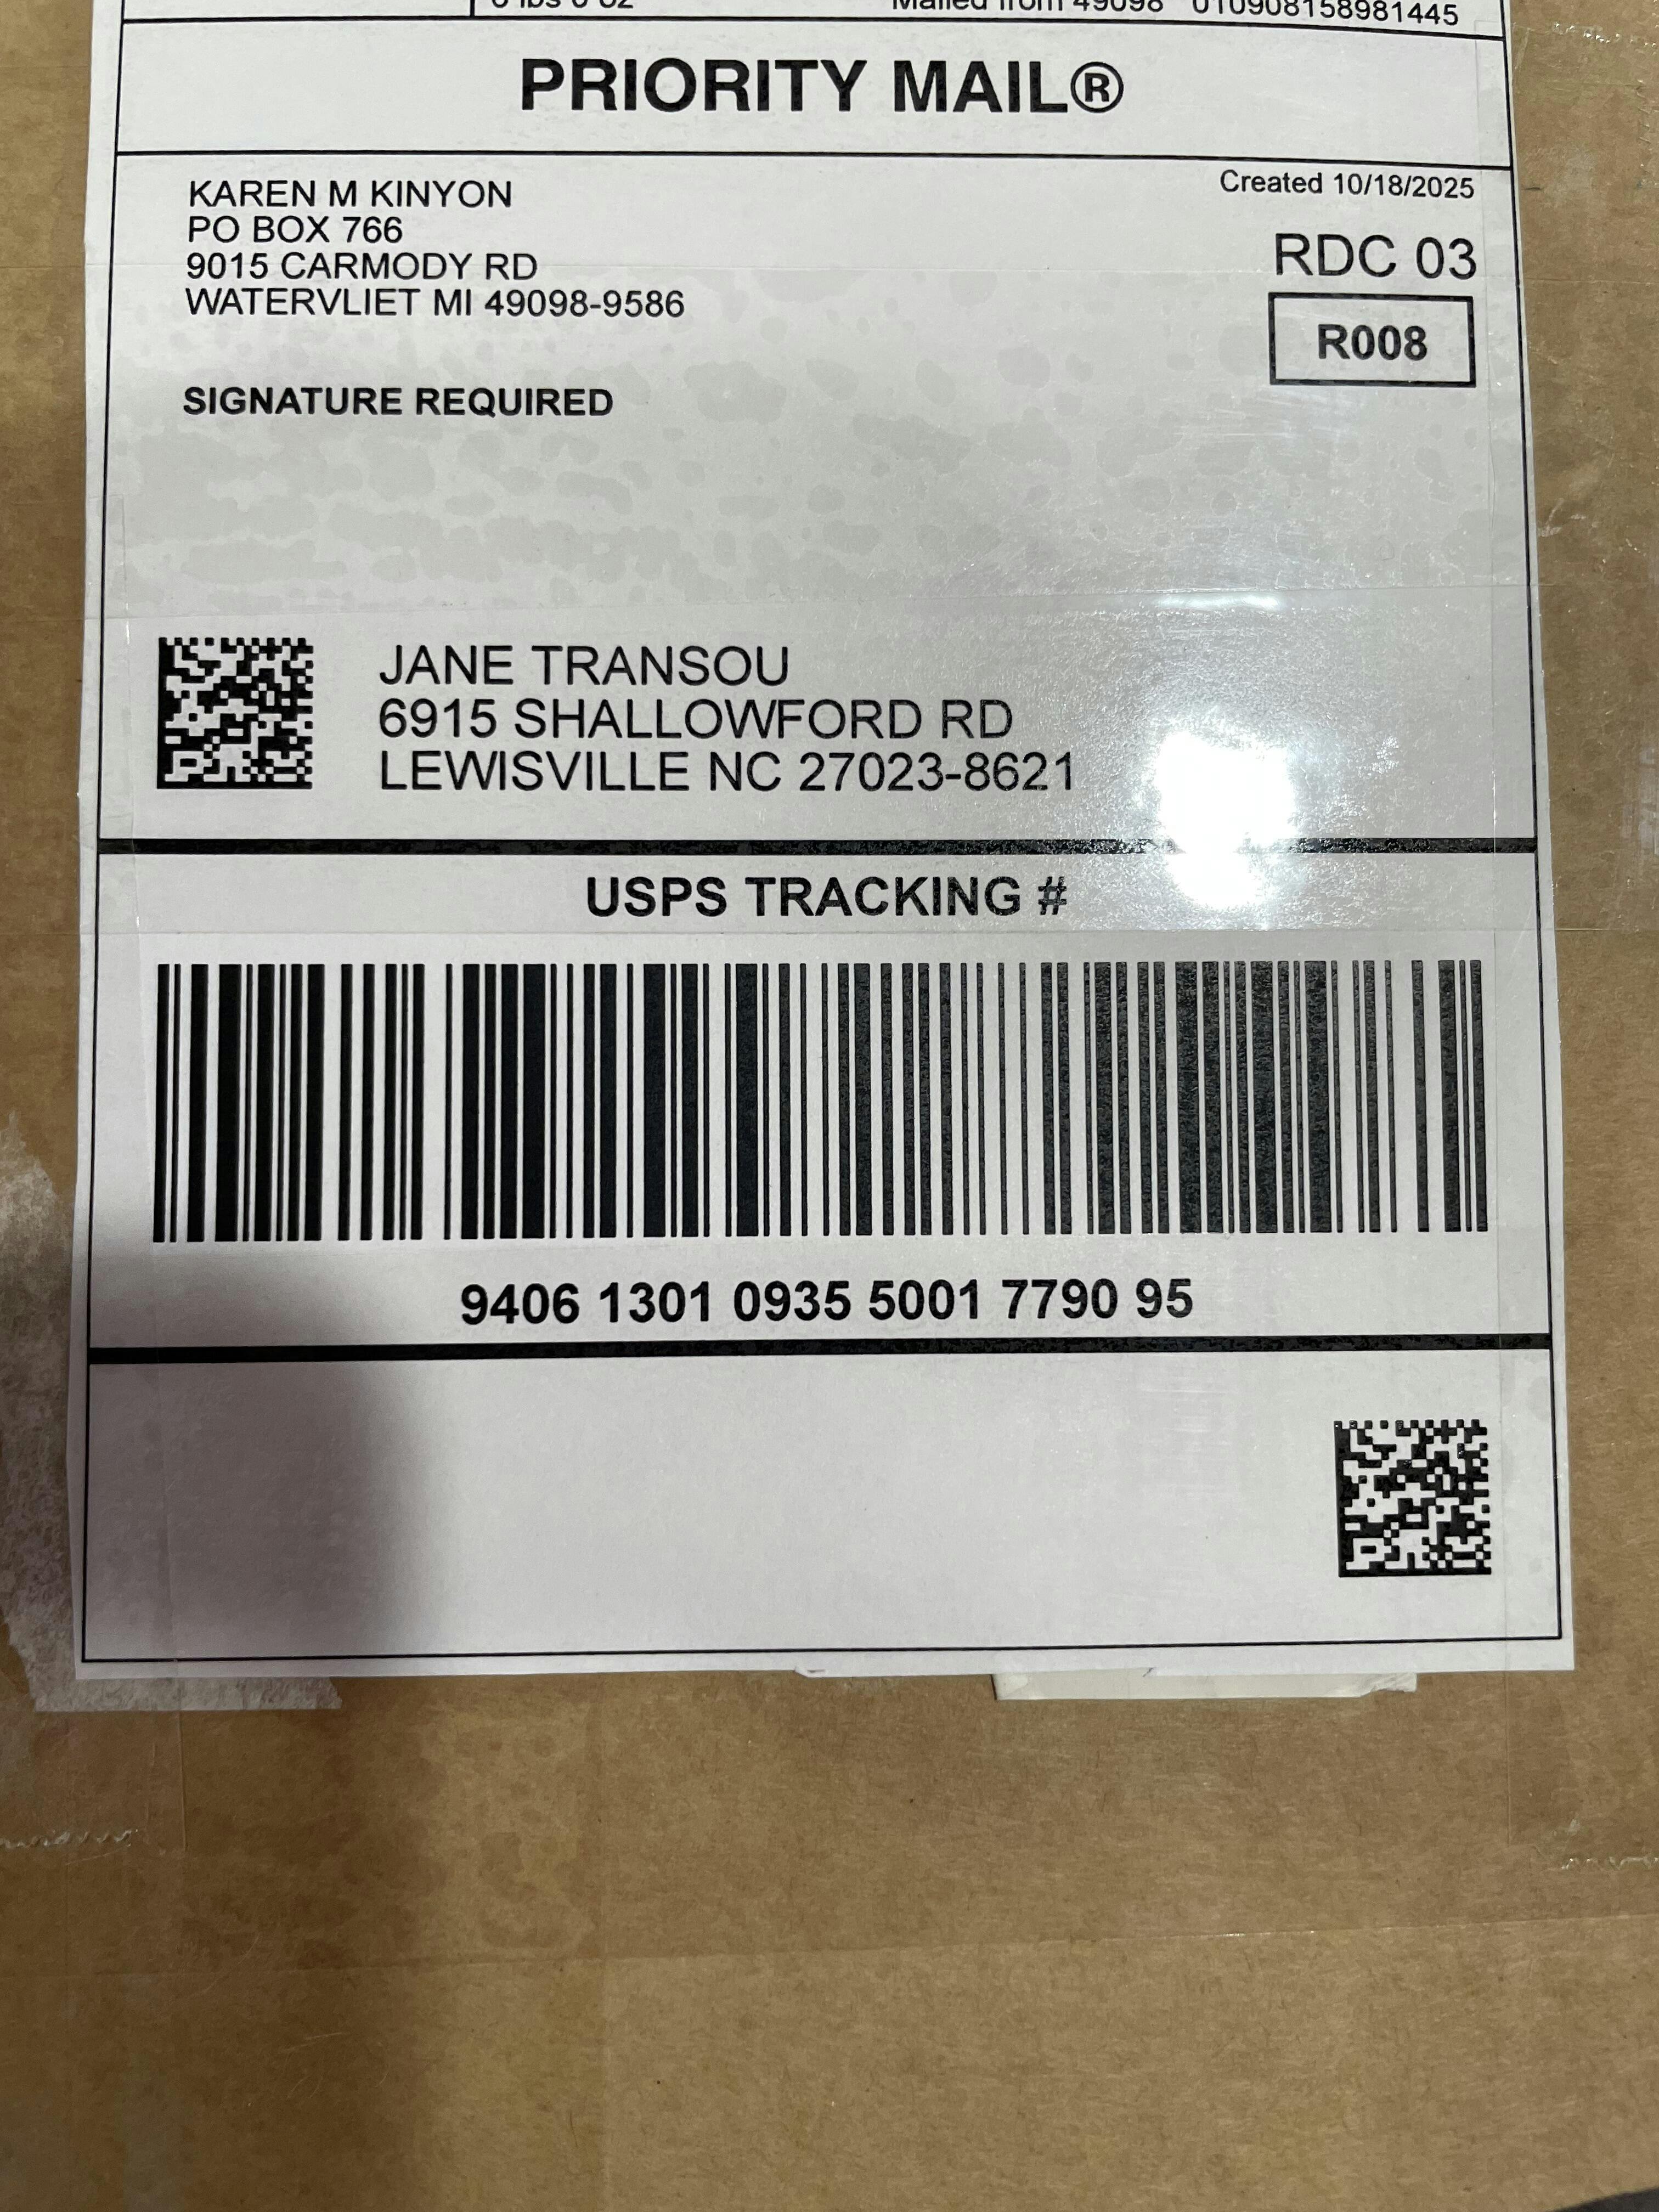 Mailed from 49098 010908158981445
PRIORITY MAIL®
KAREN M KINYON
PO BOX 766
9015 CARMODY RD
WATERVLIET MI 49098-9586
Created 10/18/2025
RDC 03
R008
SIGNATURE REQUIRED
JANE TRANSOU
6915 SHALLOWFORD RD
LEWISVILLE NC 27023-8621
USPS TRACKING #
9406 1301 0935 5001 7790 95